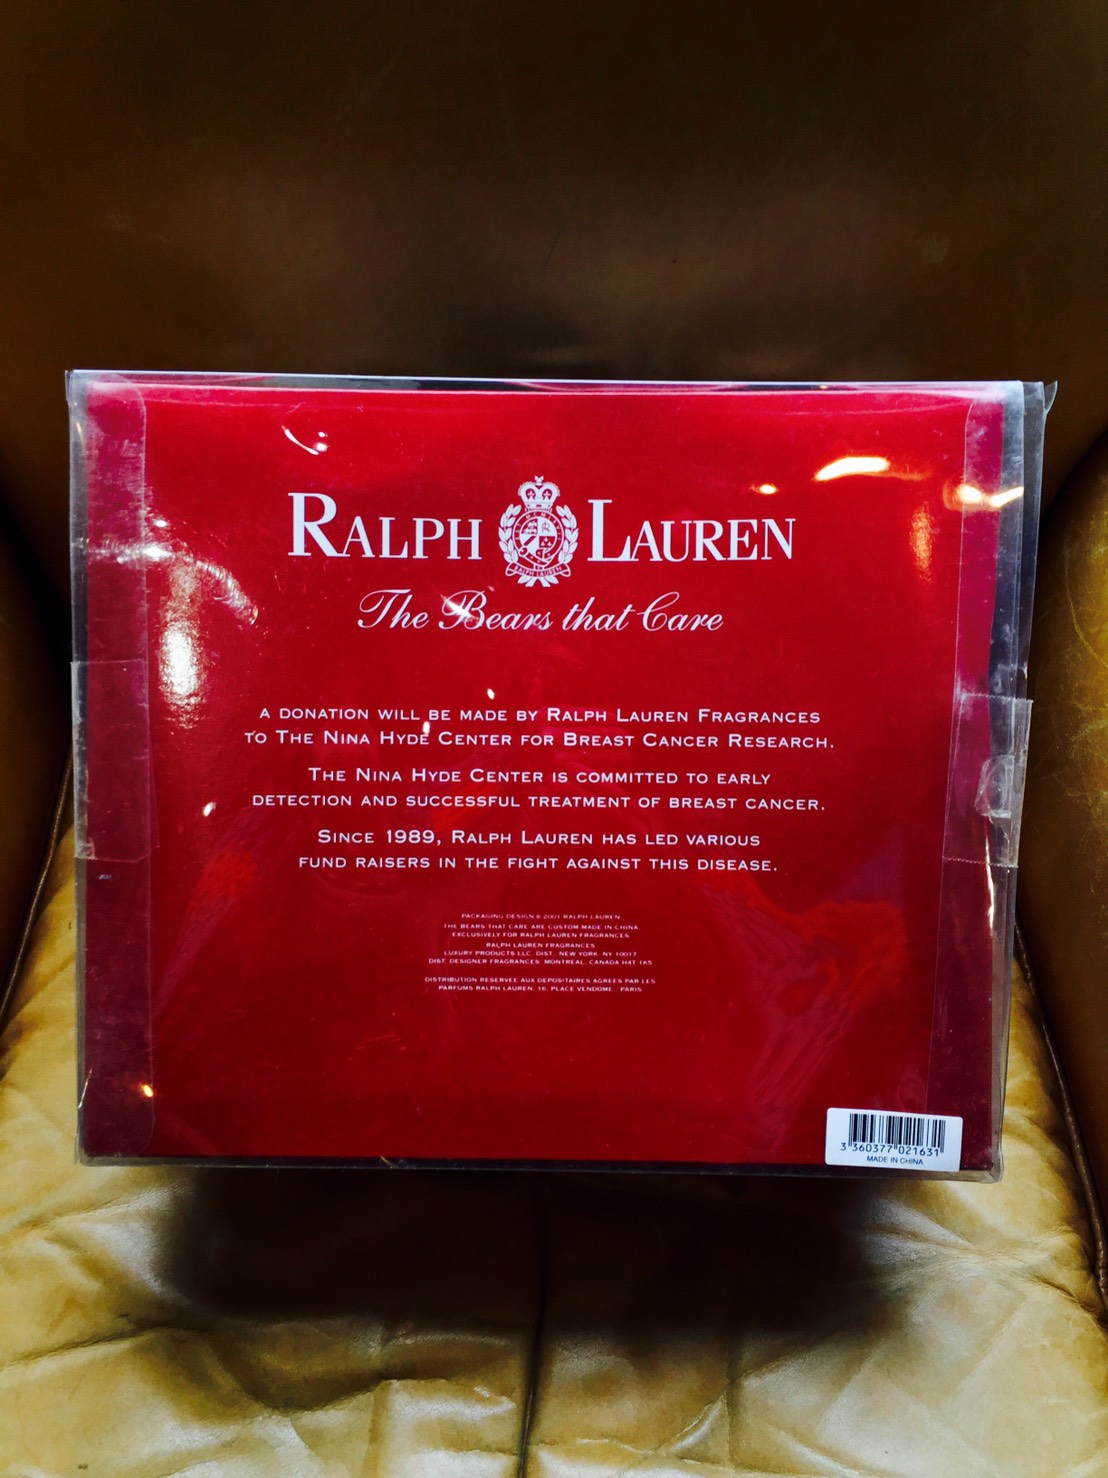 RALPH LAUREN
RALPH LAUREN
The Bears that Care
A DONATION WILL BE MADE BY RALPH LAUREN FRAGRANCES
TO THE NINA HYDE CENTER FOR BREAST CANCER RESEARCH.
THE NINA HYDE CENTER IS COMMITTED TO EARLY
DETECTION AND SUCCESSFUL TREATMENT OF BREAST CANCER.
SINCE 1989, RALPH LAUREN HAS LED VARIOUS
FUND RAISERS IN THE FIGHT AGAINST THIS DISEASE.
PACKAGING DESIGN © 2001 RALPH LAUREN
THE BEARS THAT CARE ARE CUSTOM MADE IN CHINA
EXCLUSIVELY FOR RALPH LAUREN FRAGRANCES
RALPH LAUREN FRAGRANCES
LUXURY PRODUCTS LLC, DIST. NEW YORK, NY 10017
DIST. DESIGNER FRAGRANCES, MONTREAL, CANADA H4T 1K5
DISTRIBUTION RESERVEE AUX DEPOSITAIRES AGREES PAR LES
PARFUMS RALPH LAUREN, 16, PLACE VENDOME - PARIS
3 360377 021631
MADE IN CHINA